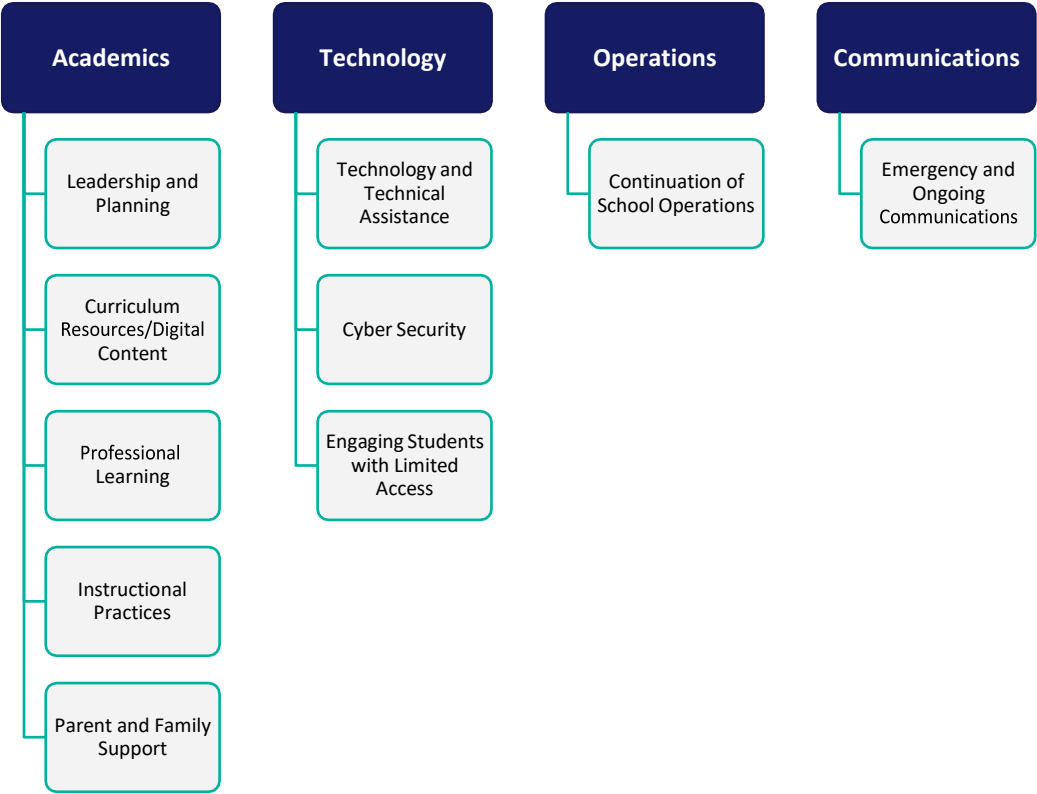 Academics
Leadership and
Planning
Curriculum
Resources/Digital
Content
Professional
Learning
Instructional
Practices
Parent and Family
Support
Technology
Technology and
Technical
Assistance
Cyber Security
Engaging Students
with Limited
Access
Operations
Continuation of
School Operations
Communications
Emergency and
Ongoing
Communications